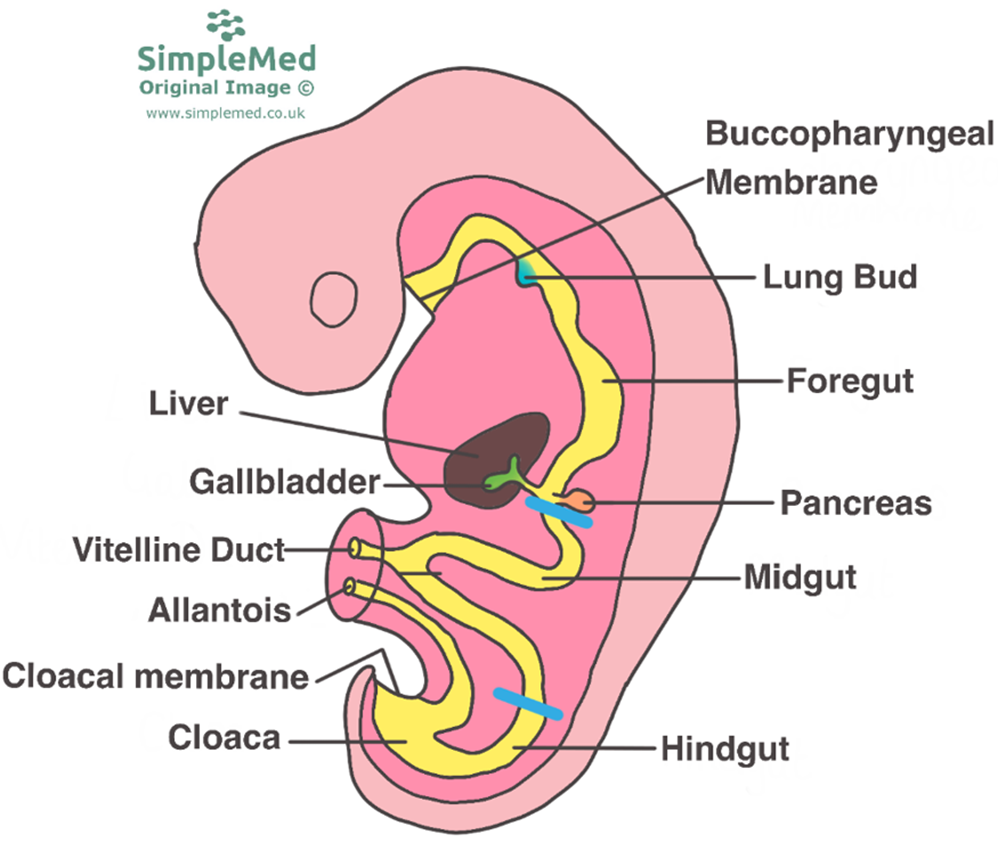 SimpleMed
Original Image ©
www.simplemed.co.uk
Buccopharyngeal
Membrane
Lung Bud
Foregut
Liver
Gallbladder
Pancreas
Vitelline Duct
Midgut
Allantois
Cloacal membrane
Cloaca
Hindgut